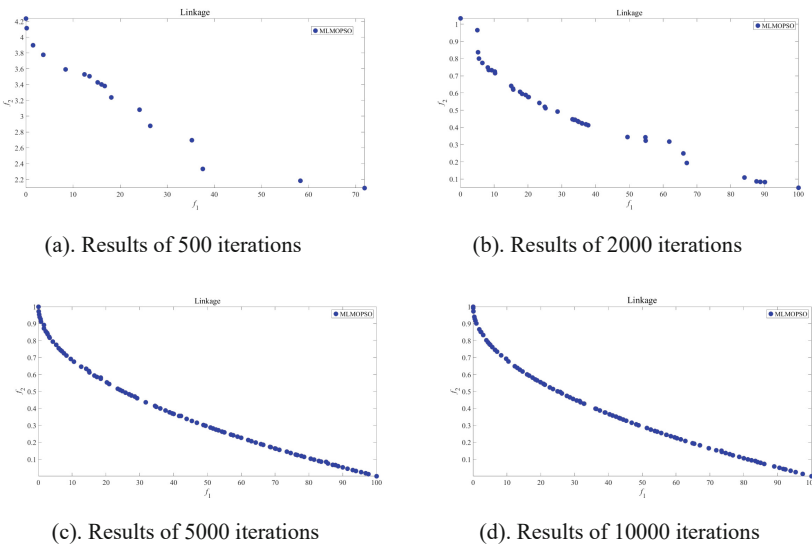 Linkage
MLMOPSO
4.2
4
3.8
3.6
3.4
3.2
3
2.8
2.6
2.4
2.2
f2
0 10 20 30 40 50 60 70
f1
(a). Results of 500 iterations
Linkage
MLMOPSO
1
0.9
0.8
0.7
0.6
0.5
0.4
0.3
0.2
0.1
f2
0 10 20 30 40 50 60 70 80 90 100
f1
(b). Results of 2000 iterations
Linkage
MLMOPSO
1
0.9
0.8
0.7
0.6
0.5
0.4
0.3
0.2
0.1
f2
0 10 20 30 40 50 60 70 80 90 100
f1
(c). Results of 5000 iterations
Linkage
MLMOPSO
1
0.9
0.8
0.7
0.6
0.5
0.4
0.3
0.2
0.1
f2
0 10 20 30 40 50 60 70 80 90 100
f1
(d). Results of 10000 iterations